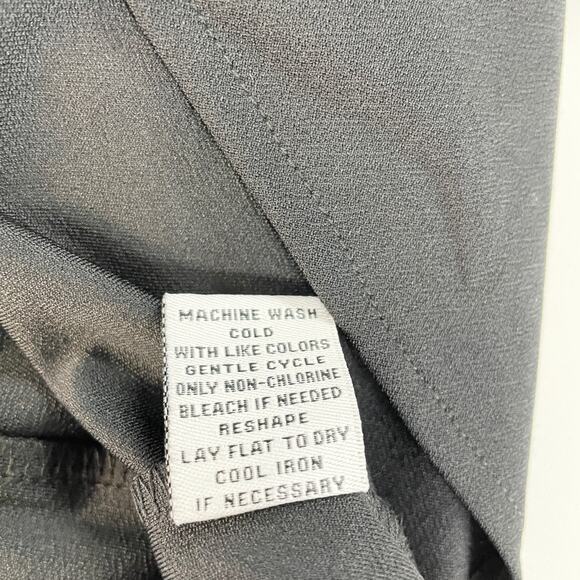 MACHINE WASH
COLD
WITH LIKE COLORS
GENTLE CYCLE
ONLY NON-CHLORINE
BLEACH IF NEEDED
RESHAPE
LAY FLAT TO DRY
COOL IRON
IF NECESSARY